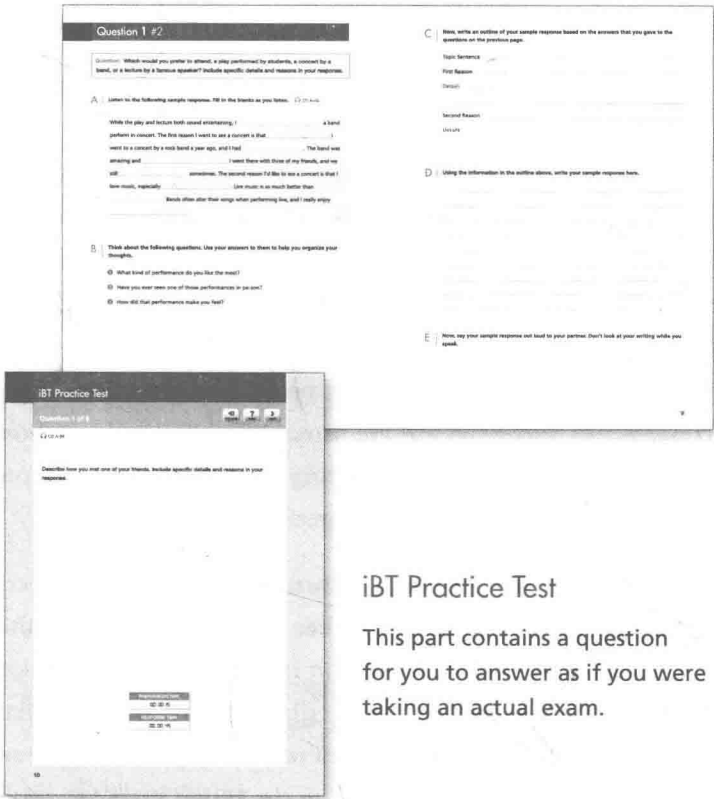 Question 1 #2
Question Which would you prefer to attend, a play performed by students, a concert by a
band, or a lecture by a famous speaker? Include specific details and reasons in your response.
A Listen to the following sample response. Fill in the blanks as you listen.
While the play and lecture both sound entertaining, I a band
perform in concert. The first reason I want to see a concert is that I
went to a concert by a rock band a year ago, and I had . The band was
amazing and I went there with three of my friends, and we
still sometimes. The second reason I'd like to see a concert is that I
love music, especially Live music is so much better than
Bands often alter their songs when performing live, and I really enjoy
B Think about the following questions. Use your answers to them to help you organize your
thoughts.
What kind of performance do you like the most?
Have you ever seen one of those performances in person?
How did that performance make you feel?
C Now, write an outline of your sample response based on the answers that you gave to the
questions on the previous page.
Topic Sentence
First Reason
Details
Second Reason
Details
D Using the information in the outline above, write your sample response here.
E Now, say your sample response out loud to your partner. Don't look at your writing while you
speak.
9
iBT Practice Test
Question 1 of 6
Describe how you met one of your friends. Include specific details and reasons in your
response.
PREPARATION TIME
00: 00: 15
RESPONSE TIME
00: 00: 45
10
iBT Practice Test
This part contains a question
for you to answer as if you were
taking an actual exam.